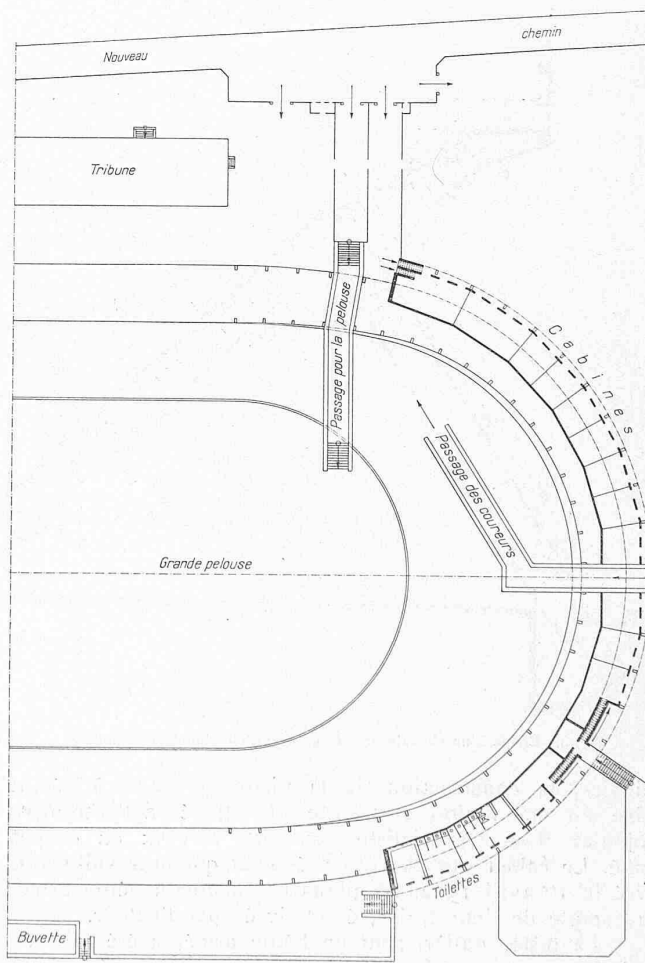 Nouveau chemin
Tribune
Passage pour la pelouse
Cabines
Passage des coureurs
Grande pelouse
Toilettes
Buvette